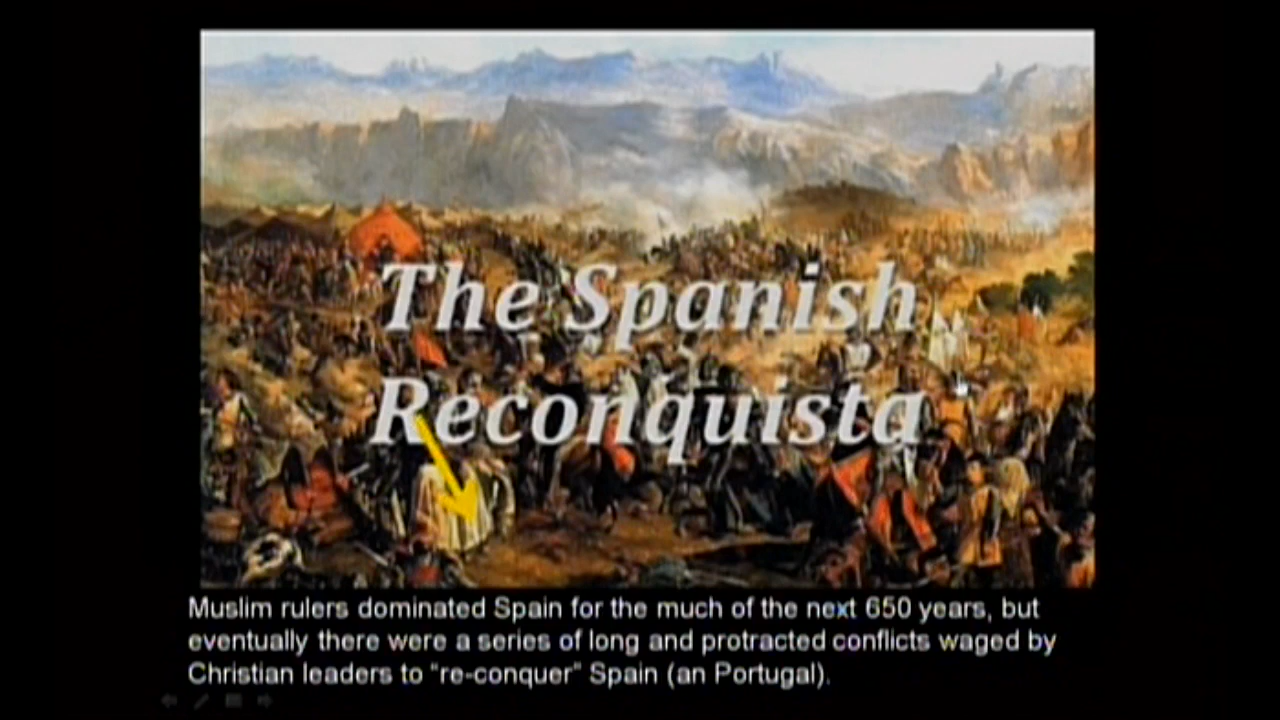 The Spanish
Reconquista
Muslim rulers dominated Spain for the much of the next 650 years, but
eventually there were a series of long and protracted conflicts waged by
Christian leaders to "re-conquer" Spain (an Portugal).